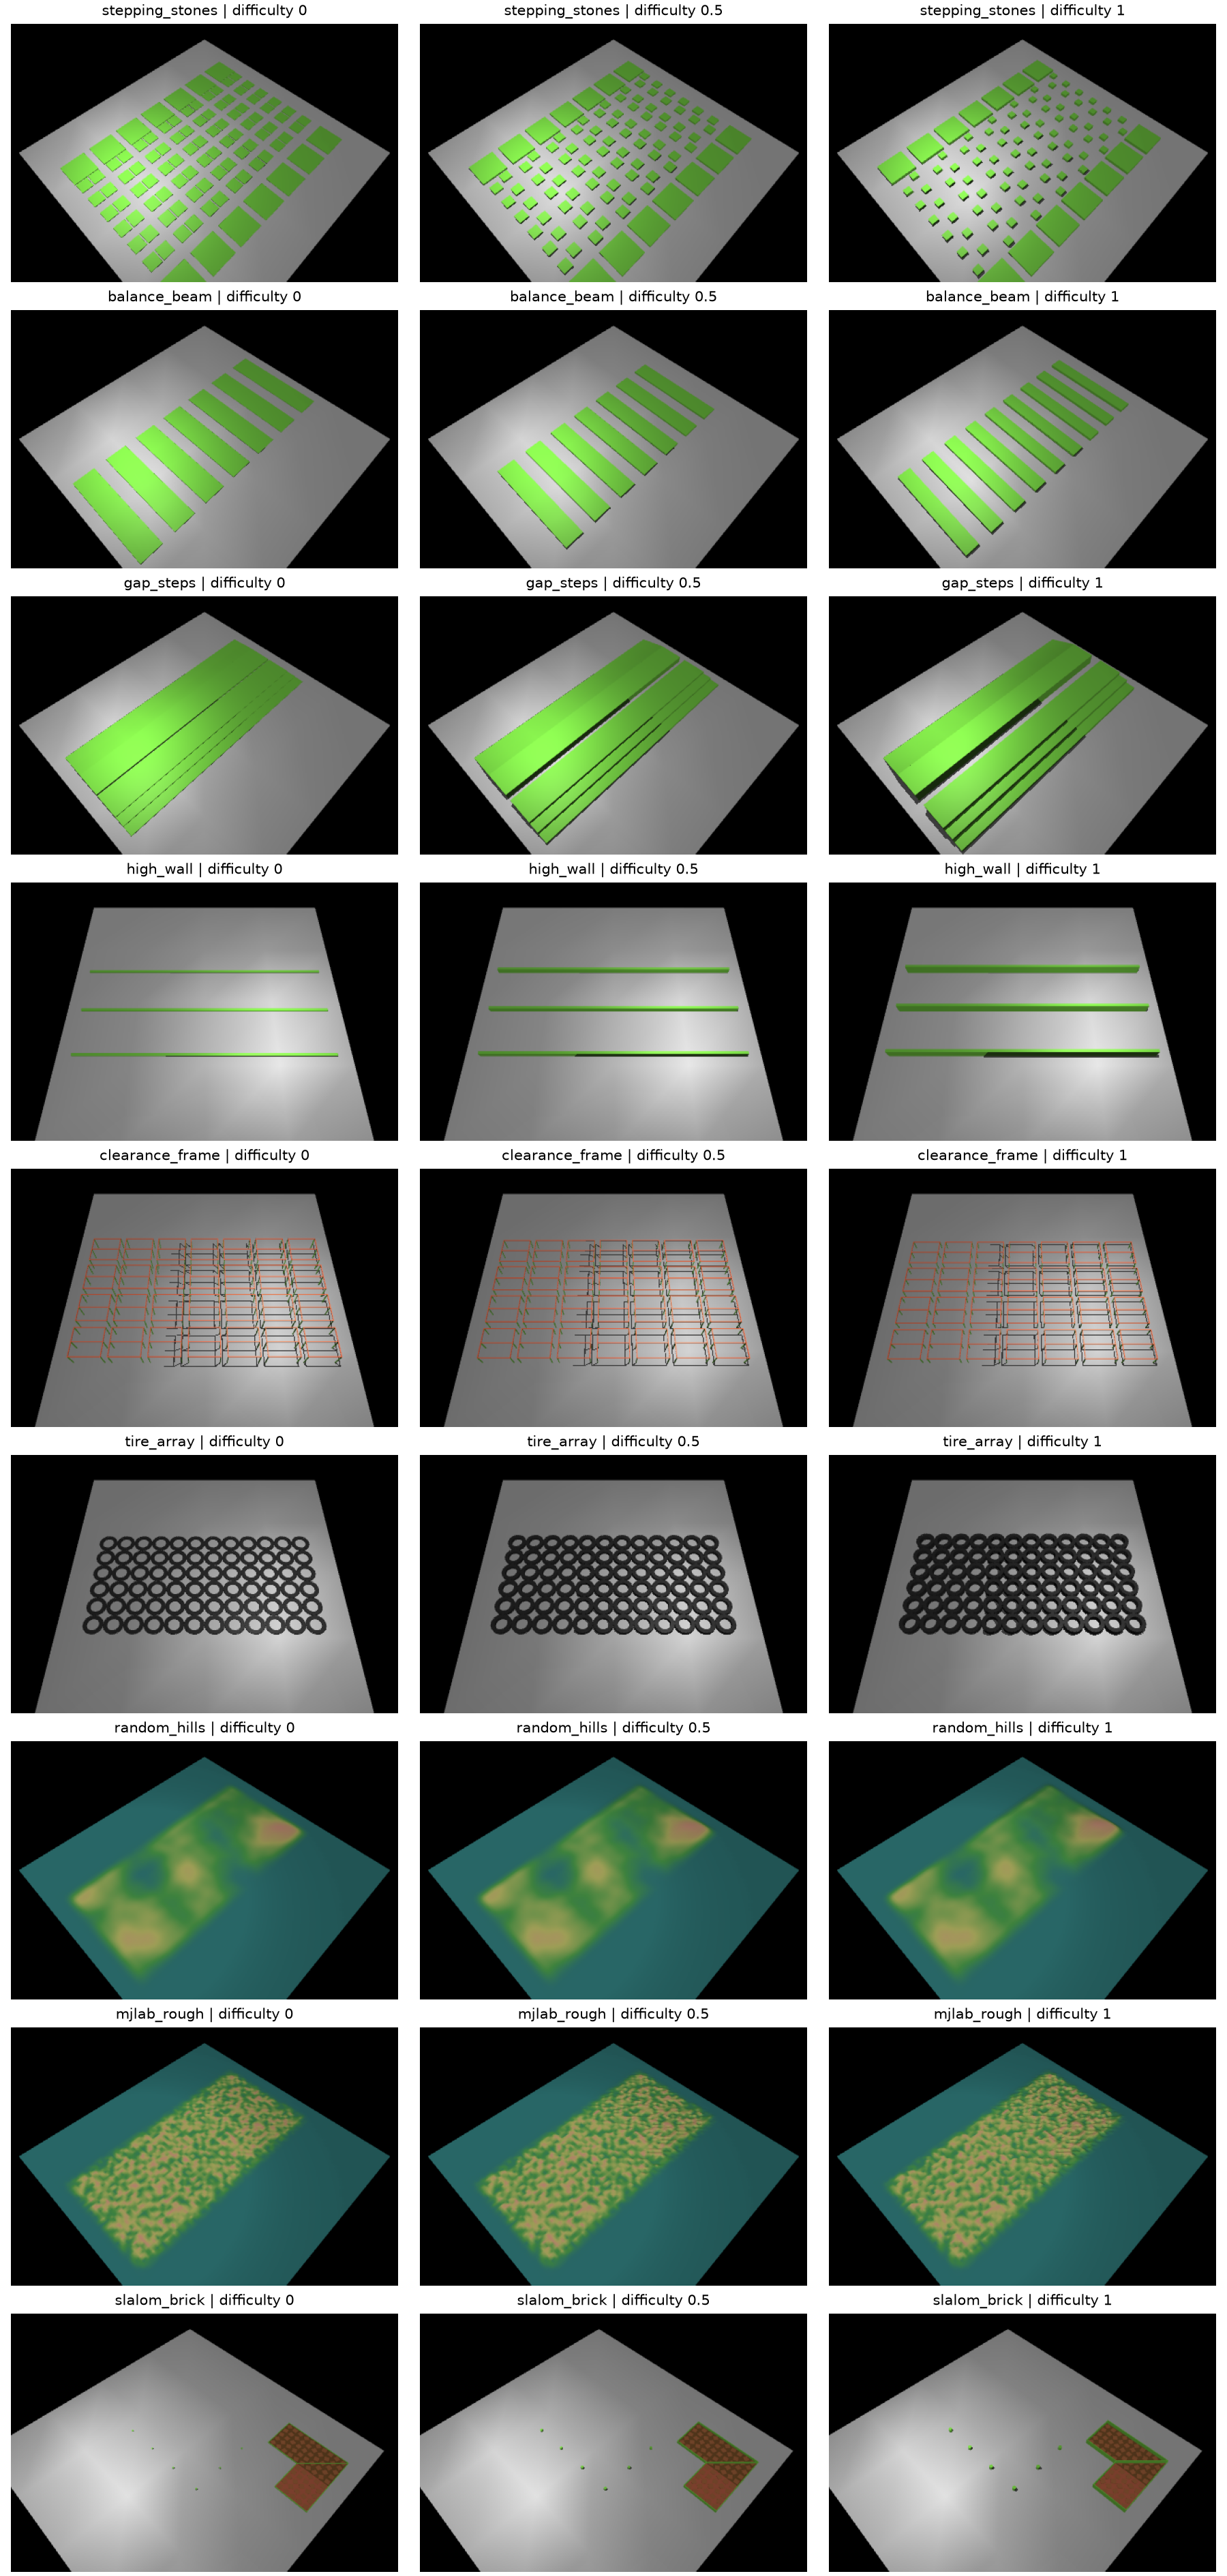 stepping_stones | difficulty 0
stepping_stones | difficulty 0.5
stepping_stones | difficulty 1
balance_beam | difficulty 0
balance_beam | difficulty 0.5
balance_beam | difficulty 1
gap_steps | difficulty 0
gap_steps | difficulty 0.5
gap_steps | difficulty 1
high_wall | difficulty 0
high_wall | difficulty 0.5
high_wall | difficulty 1
clearance_frame | difficulty 0
clearance_frame | difficulty 0.5
clearance_frame | difficulty 1
tire_array | difficulty 0
tire_array | difficulty 0.5
tire_array | difficulty 1
random_hills | difficulty 0
random_hills | difficulty 0.5
random_hills | difficulty 1
mjlab_rough | difficulty 0
mjlab_rough | difficulty 0.5
mjlab_rough | difficulty 1
slalom_brick | difficulty 0
slalom_brick | difficulty 0.5
slalom_brick | difficulty 1